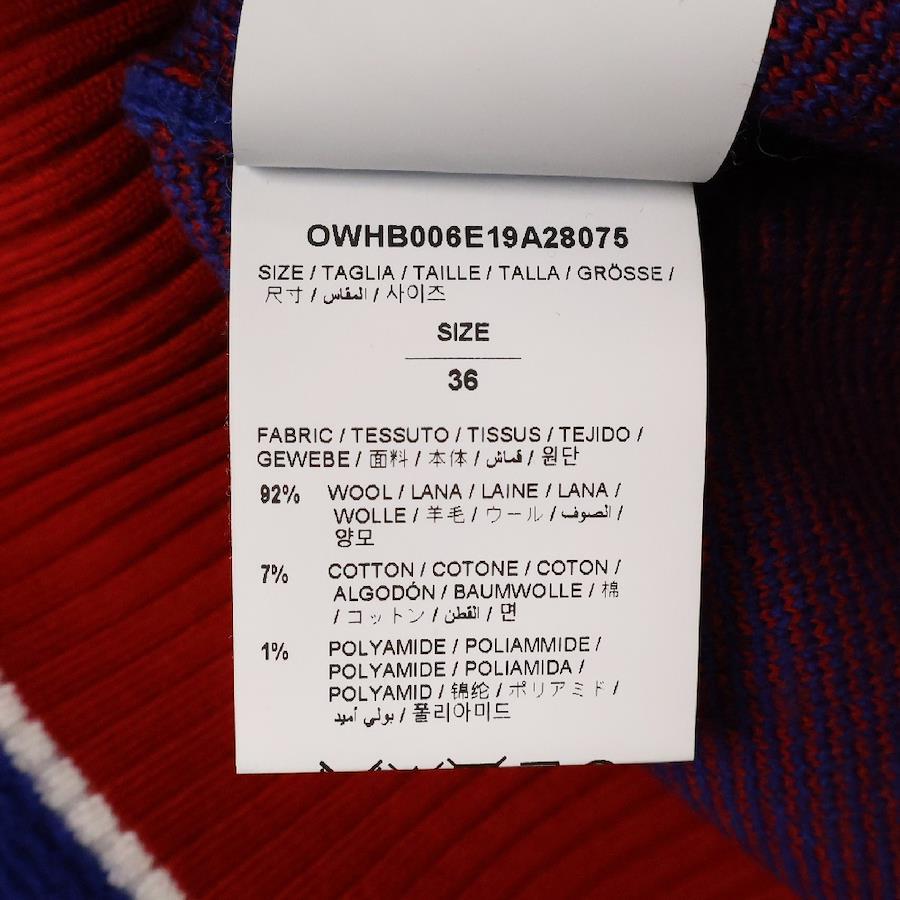 OWHB006E19A28075
SIZE / TAGLIA / TAILLE / TALLA / GRÖSSE /
尺寸 / المقاس / 사이즈
SIZE
36
FABRIC / TESSUTO / TISSUS / TEJIDO /
GEWEBE / 面料 / 本体 / قماش / 원단
92% WOOL / LANA / LAINE / LANA /
WOLLE / 羊毛 / ウール / الصوف /
양모
7% COTTON / COTONE / COTON /
ALGODÓN / BAUMWOLLE / 棉
/ コットン / القطن / 면
1% POLYAMIDE / POLIAMMIDE /
POLYAMIDE / POLIAMIDA /
POLYAMID / 锦纶 / ポリアミド /
بولي أميد / 폴리아미드